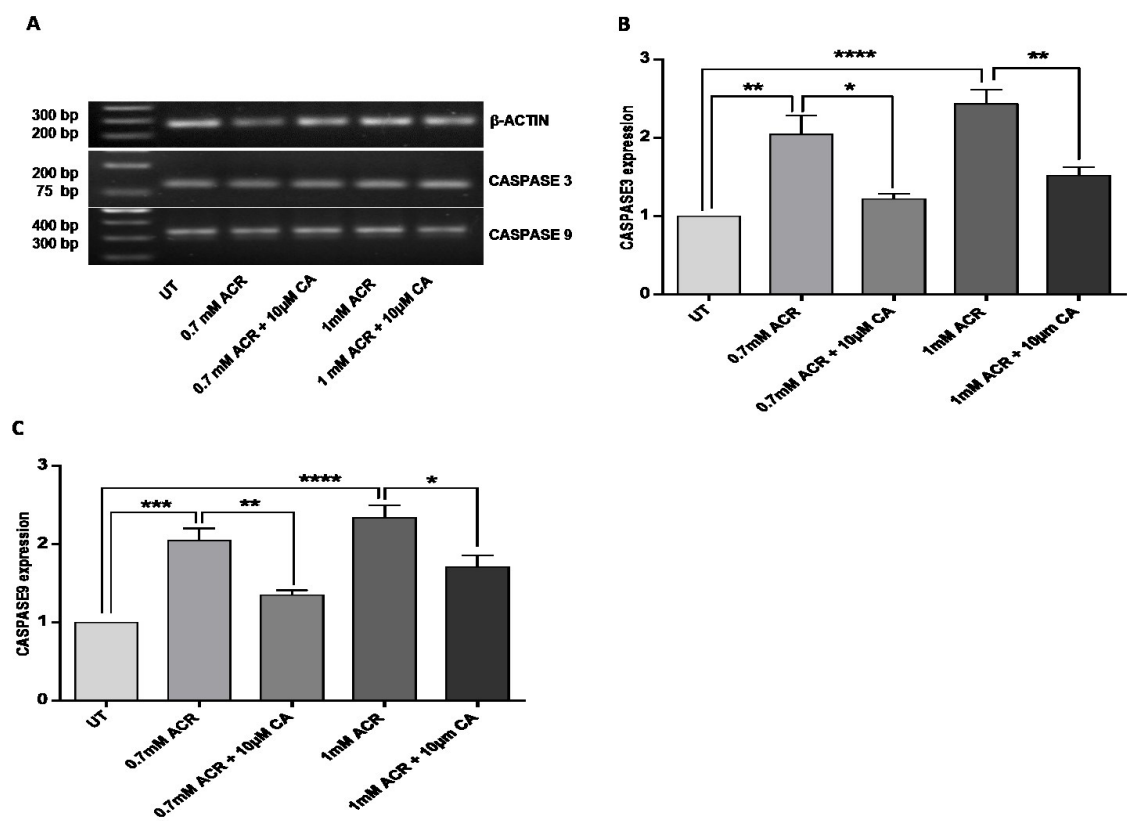 A
300 bp
200 bp
β-ACTIN
200 bp
75 bp
CASPASE 3
400 bp
300 bp
CASPASE 9
UT
0.7 mM ACR
0.7 mM ACR + 10µM CA
1mM ACR
1 mM ACR + 10µM CA
B
CASPASE3 expression
3
2
1
0
****
**
**
*
UT
0.7mM ACR
0.7mM ACR + 10µM CA
1mM ACR
1mM ACR + 10µm CA
C
CASPASE9 expression
3
2
1
0
****
*
***
**
UT
0.7mM ACR
0.7mM ACR + 10µM CA
1mM ACR
1mM ACR + 10µm CA